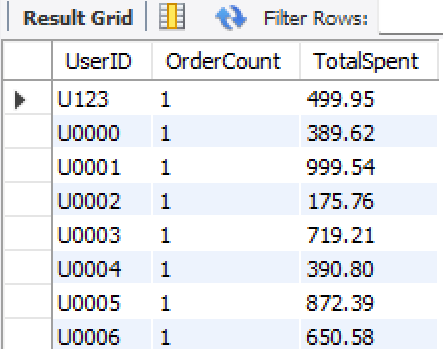 Result Grid Filter Rows:
UserID OrderCount TotalSpent
U123 1 499.95
U0000 1 389.62
U0001 1 999.54
U0002 1 175.76
U0003 1 719.21
U0004 1 390.80
U0005 1 872.39
U0006 1 650.58